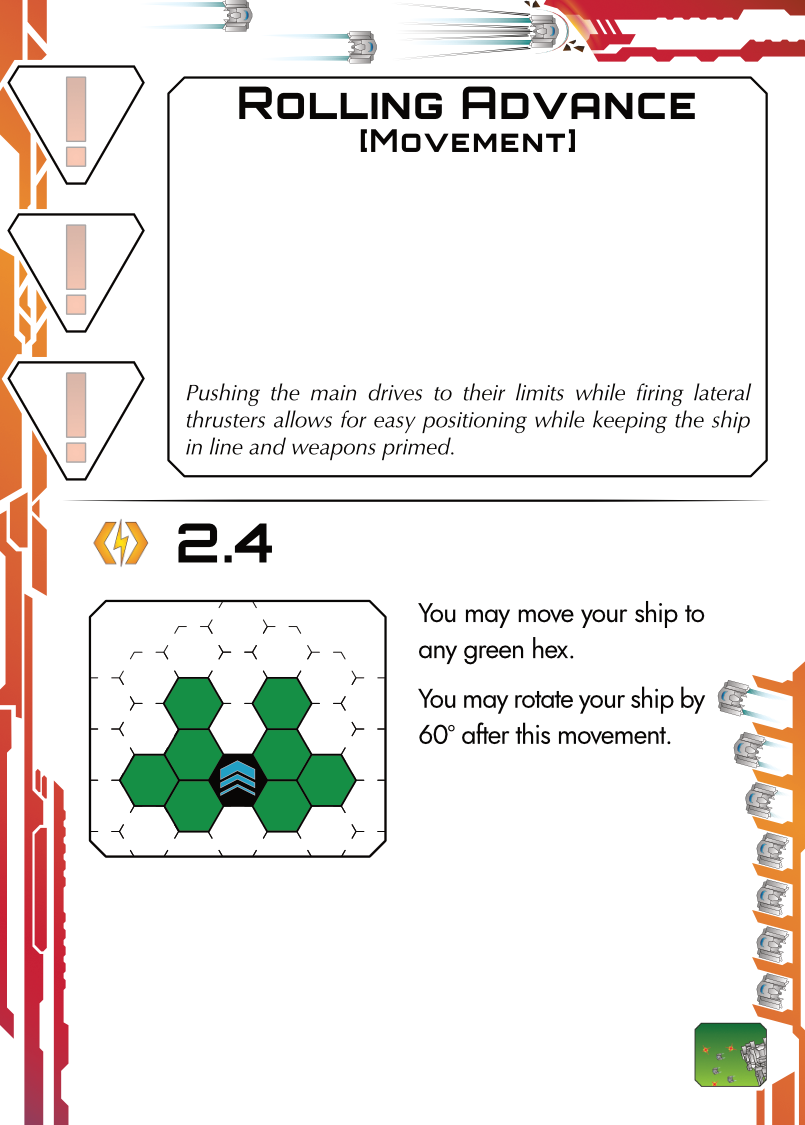 Rolling Advance
[Movement]
Pushing the main drives to their limits while firing lateral
thrusters allows for easy positioning while keeping the ship
in line and weapons primed.
2.4
You may move your ship to
any green hex.
You may rotate your ship by
60° after this movement.